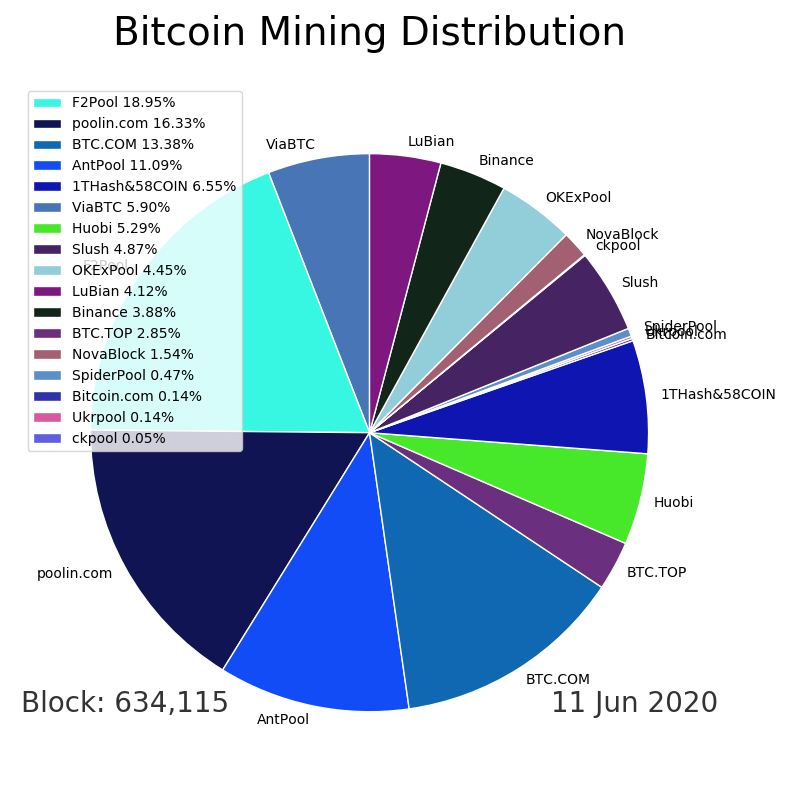 Bitcoin Mining Distribution
F2Pool 18.95%
poolin.com 16.33%
BTC.COM 13.38%
AntPool 11.09%
1THash&58COIN 6.55%
ViaBTC 5.90%
Huobi 5.29%
Slush 4.87%
OKExPool 4.45%
LuBian 4.12%
Binance 3.88%
BTC.TOP 2.85%
NovaBlock 1.54%
SpiderPool 0.47%
Bitcoin.com 0.14%
Ukrpool 0.14%
ckpool 0.05%
ViaBTC
LuBian
Binance
OKExPool
NovaBlock
ckpool
Slush
F2Pool
SpiderPool
Ukrpool
Bitcoin.com
1THash&58COIN
Huobi
BTC.TOP
poolin.com
BTC.COM
AntPool
Block: 634,115
11 Jun 2020